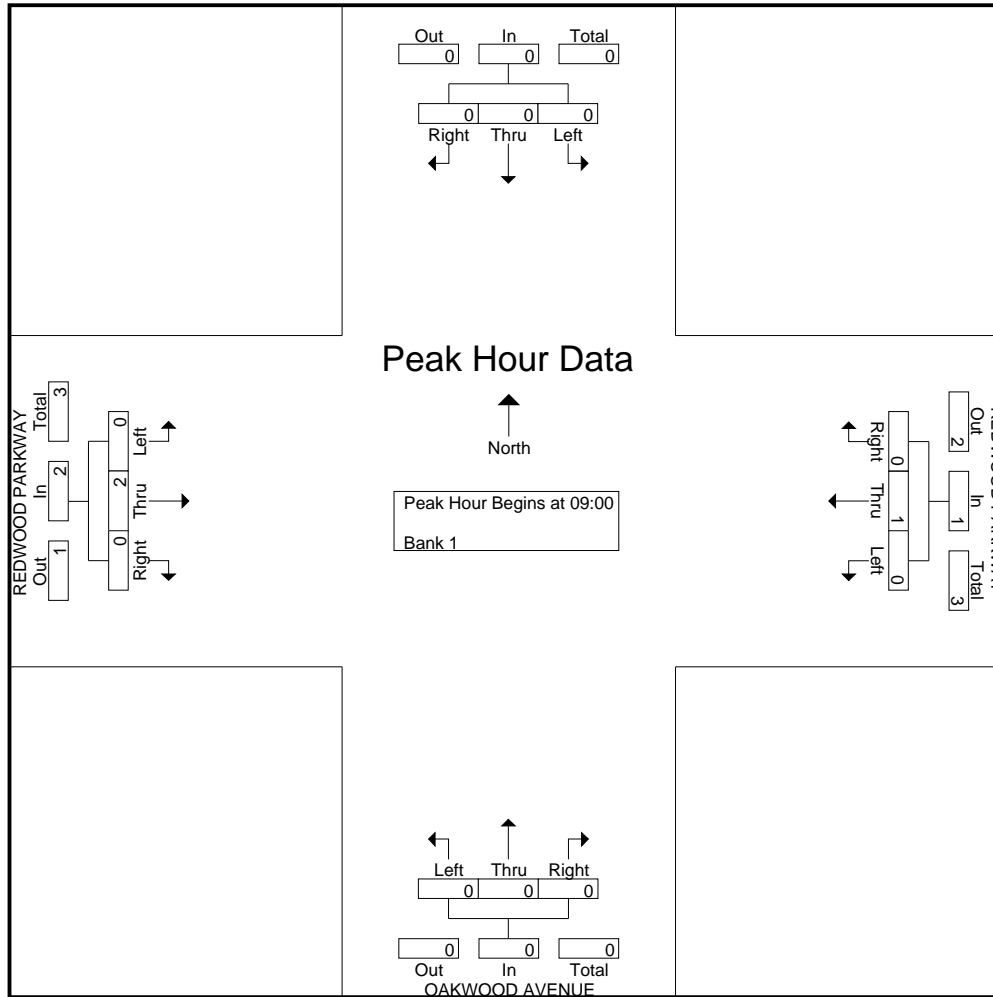 Out In Total
0 0 0
0 0 0
Right Thru Left
Peak Hour Data
North
Peak Hour Begins at 09:00
Bank 1
REDWOOD PARKWAY
Out In Total
1 2 3
0 2 0
Left Thru Right
Right Thru Left
0 1 0
Out In Total
2 1 3
Left Thru Right
0 0 0
0 0 0
Out In Total
OAKWOOD AVENUE